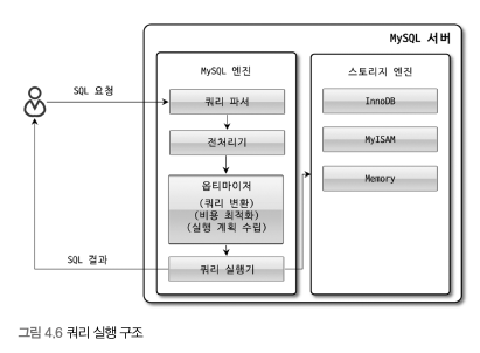 MySQL 서버
MySQL 엔진
스토리지 엔진
SQL 요청
쿼리 파서
InnoDB
전처리기
MyISAM
옵티마이저
(쿼리 변환)
(비용 최적화)
(실행 계획 수립)
Memory
SQL 결과
쿼리 실행기
그림 4.6 쿼리 실행 구조